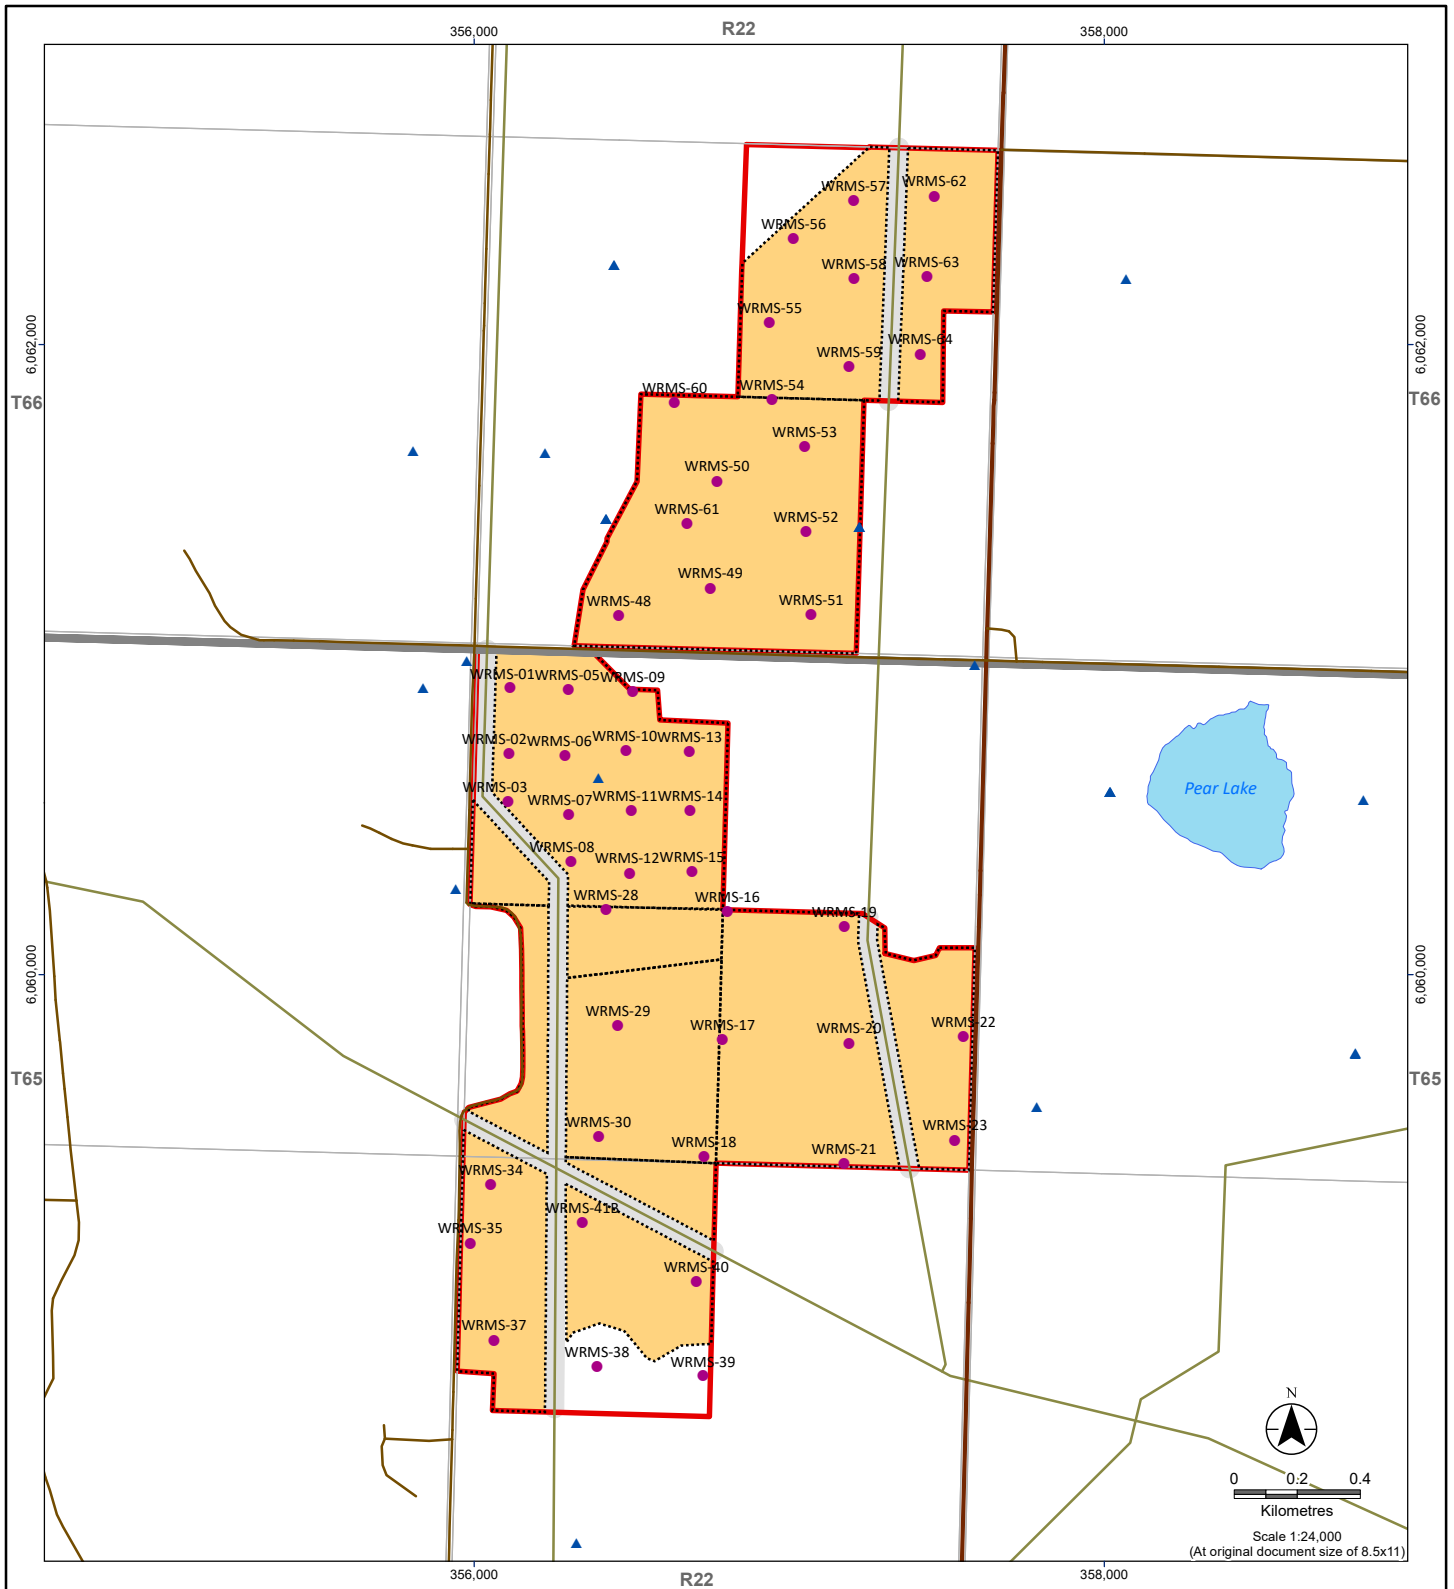 R22
356,000
358,000
WRMS-62
WRMS-57
WRMS-56
WRMS-58
WRMS-63
WRMS-55
6,062,000
6,062,000
WRMS-64
WRMS-59
WRMS-60
WRMS-54
T66
T66
WRMS-53
WRMS-50
WRMS-61
WRMS-52
WRMS-49
WRMS-48
WRMS-51
WRMS-01
WRMS-05
WRMS-09
WRMS-02
WRMS-06
WRMS-10
WRMS-13
WRMS-03
WRMS-07
WRMS-11
WRMS-14
Pear Lake
WRMS-08
WRMS-12
WRMS-15
WRMS-28
WRMS-16
WRMS-19
6,060,000
6,060,000
WRMS-29
WRMS-17
WRMS-20
WRMS-22
T65
T65
WRMS-30
WRMS-18
WRMS-21
WRMS-23
WRMS-34
WRMS-41B
WRMS-35
WRMS-40
WRMS-37
WRMS-38
WRMS-39
N
0 0.2 0.4
Kilometres
Scale 1:24,000
(At original document size of 8.5x11)
356,000
R22
358,000